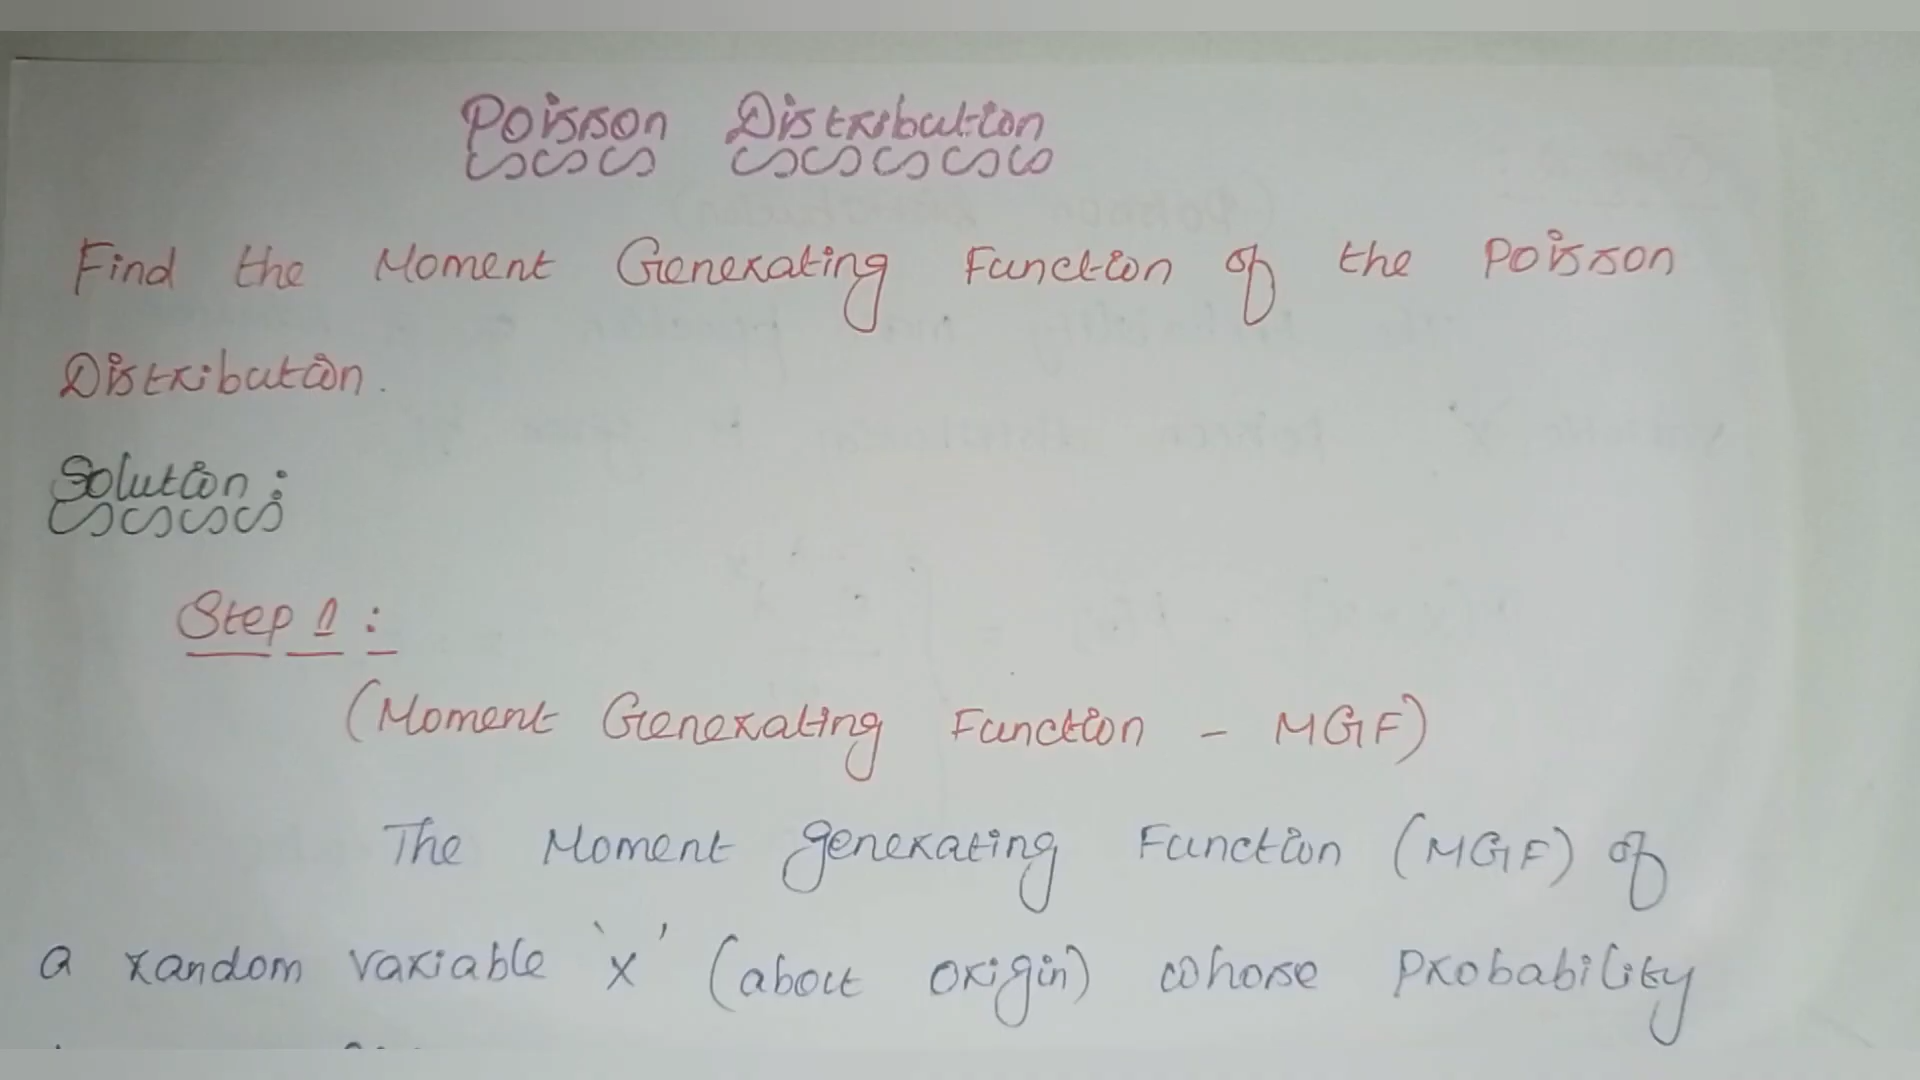 Poisson Distribution
Find the Moment Generating Function of the Poisson
Distribution.
Solution:
Step 1:
(Moment Generating Function - MGF)
The Moment generating Function (MGF) of
a random variable 'x' (about origin) whose Probability